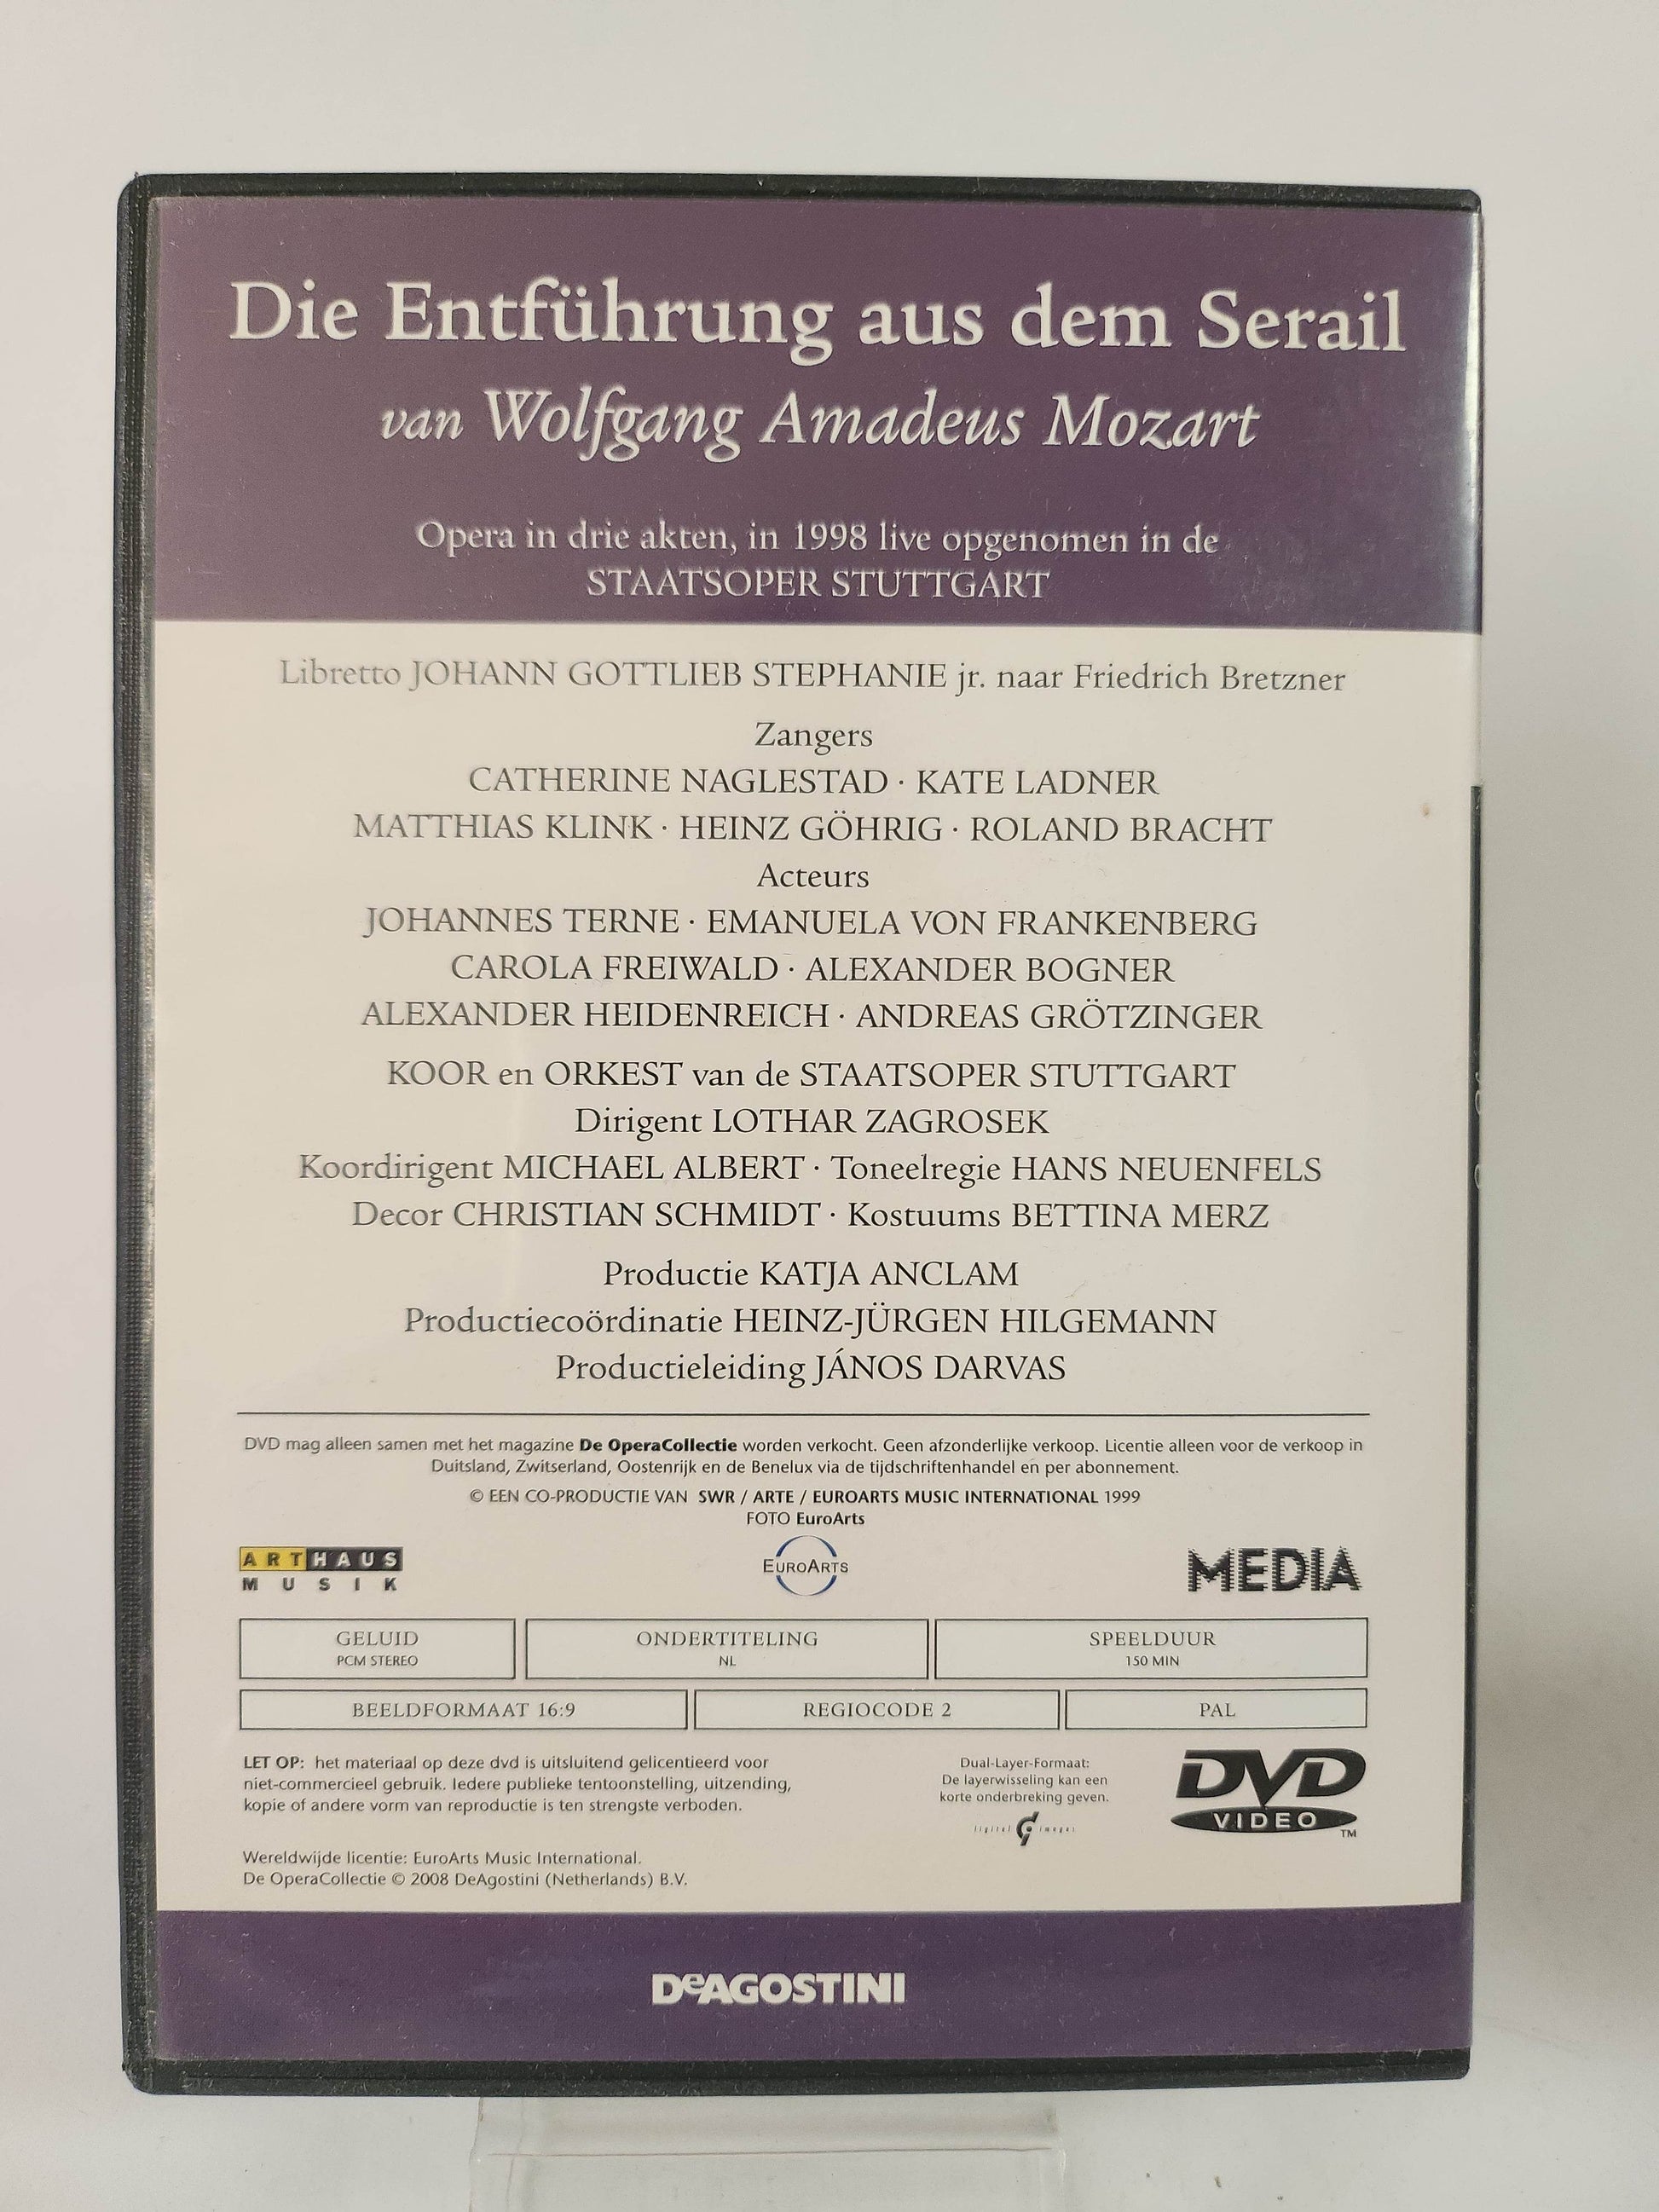 Die Entführung aus dem Serail
van Wolfgang Amadeus Mozart
Opera in drie akten, in 1998 live opgenomen in de
STAATSOPER STUTTGART
Libretto JOHANN GOTTLIEB STEPHANIE jr. naar Friedrich Bretzner
Zangers
CATHERINE NAGLESTAD · KATE LADNER
MATTHIAS KLINK · HEINZ GÖHRIG · ROLAND BRACHT
Acteurs
JOHANNES TERNE · EMANUELA VON FRANKENBERG
CAROLA FREIWALD · ALEXANDER BOGNER
ALEXANDER HEIDENREICH · ANDREAS GRÖTZINGER
KOOR en ORKEST van de STAATSOPER STUTTGART
Dirigent LOTHAR ZAGROSEK
Koordirigent MICHAEL ALBERT · Toneelregie HANS NEUENFELS
Decor CHRISTIAN SCHMIDT · Kostuums BETTINA MERZ
Productie KATJA ANCLAM
Productiecoördinatie HEINZ-JÜRGEN HILGEMANN
Productieleiding JÁNOS DARVAS
DVD mag alleen samen met het magazine De OperaCollectie worden verkocht. Geen afzonderlijke verkoop. Licentie alleen voor de verkoop in
Duitsland, Zwitserland, Oostenrijk en de Benelux via de tijdschriftenhandel en per abonnement.
© EEN CO-PRODUCTIE VAN SWR / ARTE / EUROARTS MUSIC INTERNATIONAL 1999
FOTO EuroArts
ARTHAUS
MUSIK
EUROARTS
MEDIA
GELUID
PCM STEREO
ONDERTITELING
NL
SPEELDUUR
150 MIN
BEELDFORMAAT 16:9
REGIOCODE 2
PAL
LET OP: het materiaal op deze dvd is uitsluitend gelicentieerd voor
niet-commercieel gebruik. Iedere publieke tentoonstelling, uitzending,
kopie of andere vorm van reproductie is ten strengste verboden.
Dual-Layer-Formaat:
De layerwisseling kan een
korte onderbreking geven.
digital images
DVD
VIDEO
TM
Wereldwijde licentie: EuroArts Music International.
De OperaCollectie © 2008 DeAgostini (Netherlands) B.V.
DeAGOSTINI